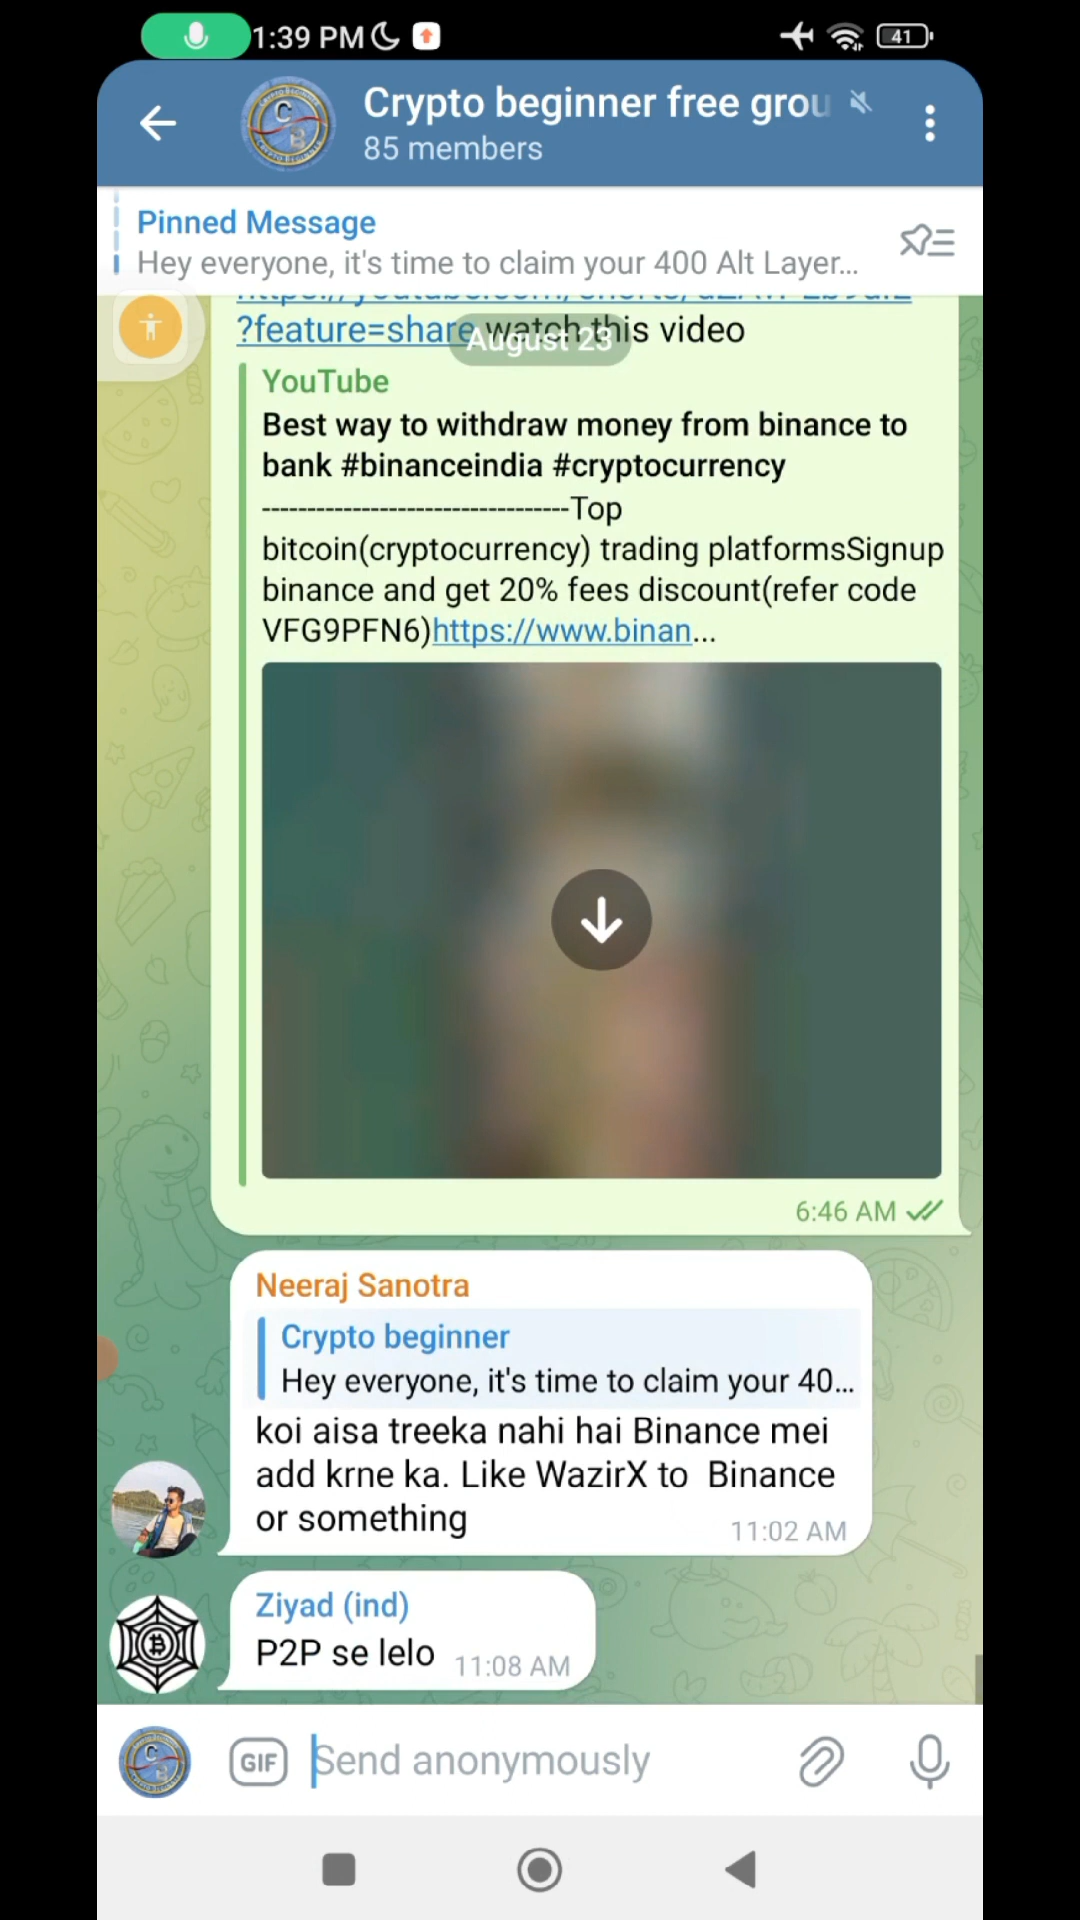 1:39 PM
41
Crypto beginner free grou
85 members
Pinned Message
Hey everyone, it's time to claim your 400 Alt Layer...
?feature=share watch this video
August 23
YouTube
Best way to withdraw money from binance to
bank #binanceindia #cryptocurrency
----------------------------------Top
bitcoin(cryptocurrency) trading platformsSignup
binance and get 20% fees discount(refer code
VFG9PFN6)https://www.binan...
6:46 AM
Neeraj Sanotra
Crypto beginner
Hey everyone, it's time to claim your 40...
koi aisa treeka nahi hai Binance mei
add krne ka. Like WazirX to  Binance
or something
11:02 AM
Ziyad (ind)
P2P se lelo
11:08 AM
GIF
Send anonymously